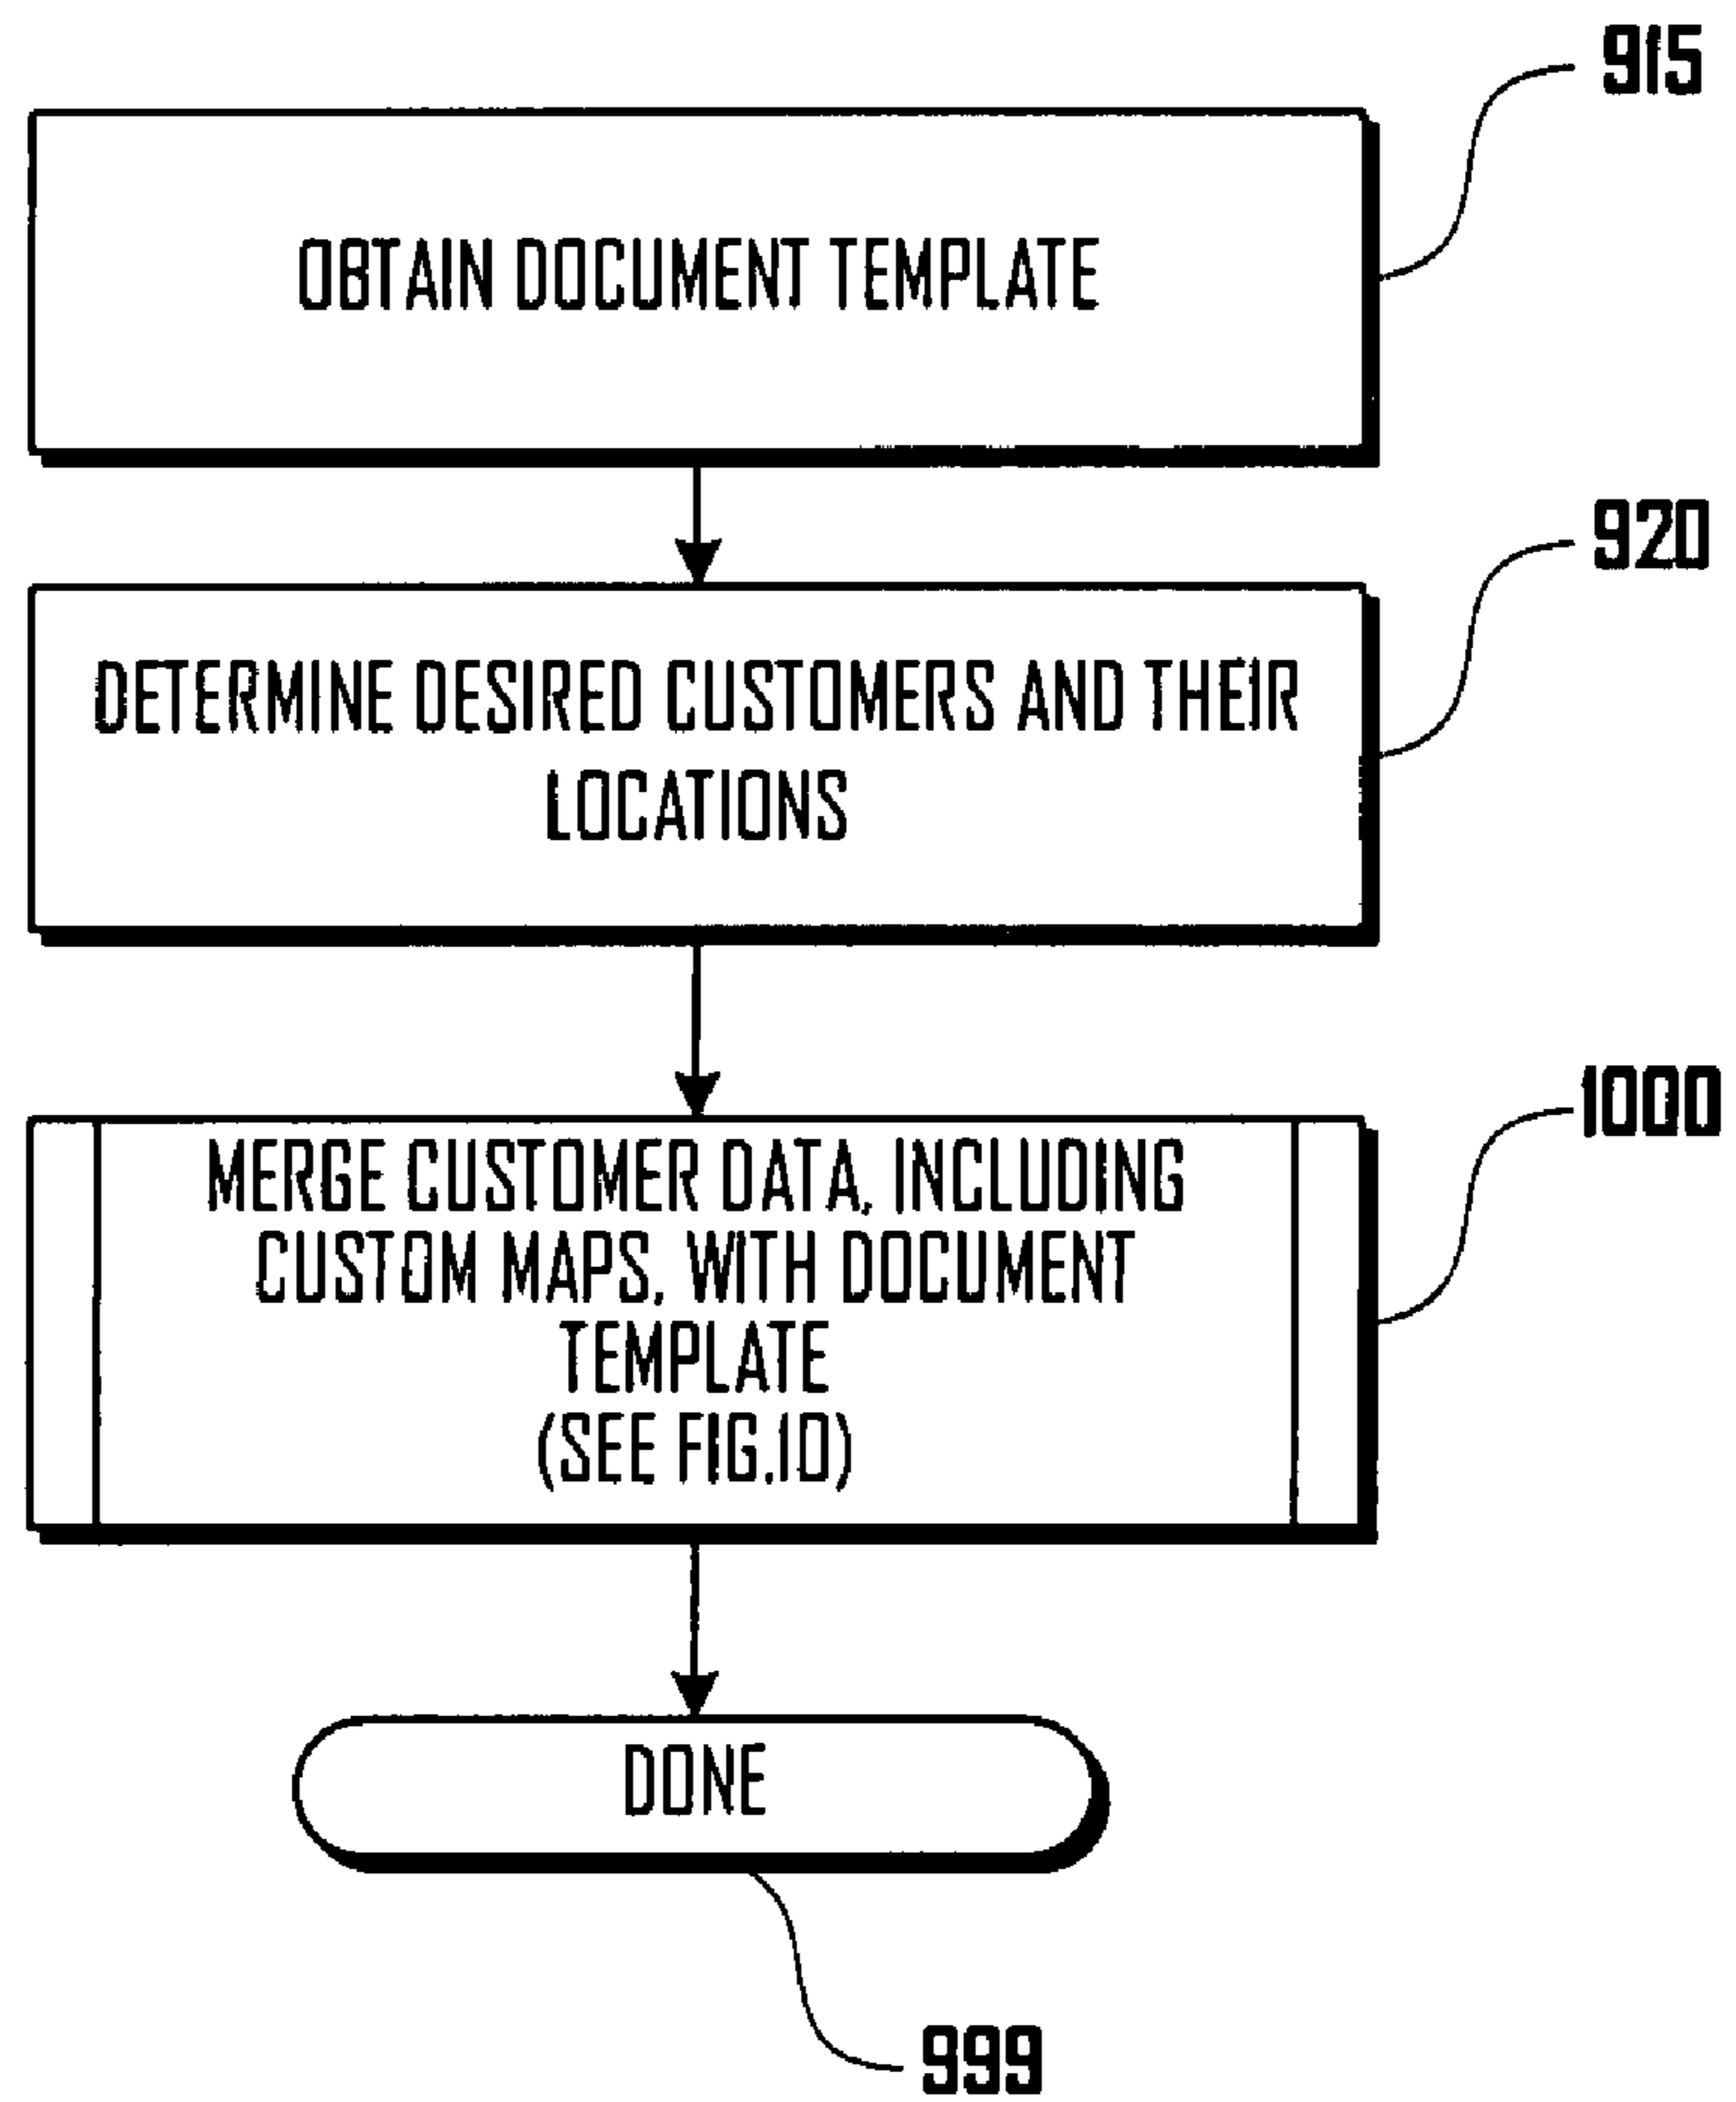 915
OBTAIN DOCUMENT TEMPLATE
920
DETERMINE DESIRED CUSTOMERS AND THEIR
LOCATIONS
1000
MERGE CUSTOMER DATA, INCLUDING
CUSTOM MAPS, WITH DOCUMENT
TEMPLATE
(SEE FIG.10)
DONE
999